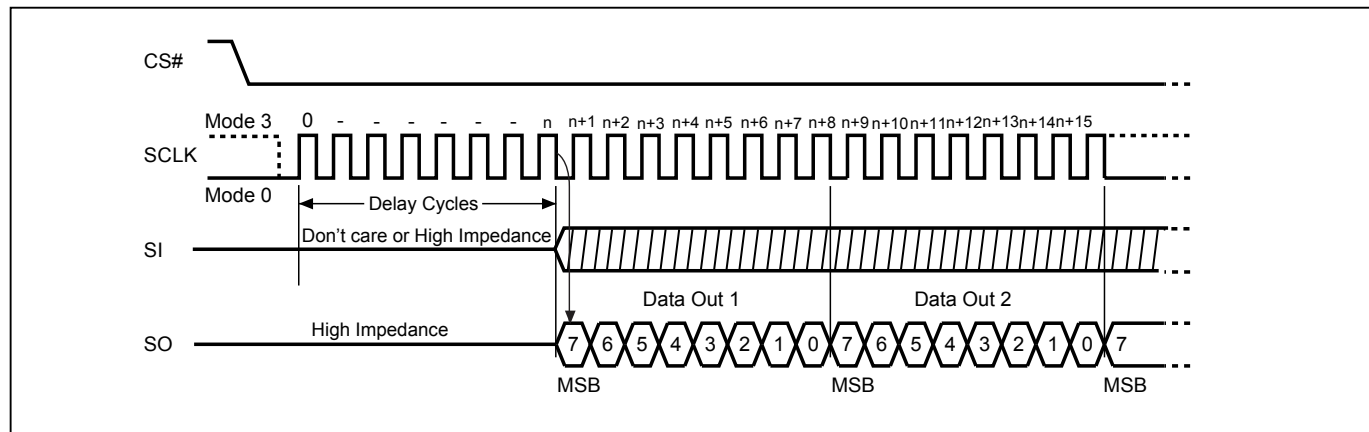 CS#
Mode 3
0 - - - - - - n n+1 n+2 n+3 n+4 n+5 n+6 n+7 n+8 n+9 n+10 n+11 n+12 n+13 n+14 n+15
SCLK
Mode 0
Delay Cycles
Don't care or High Impedance
SI
Data Out 1 Data Out 2
High Impedance
SO
7 6 5 4 3 2 1 0 7 6 5 4 3 2 1 0 7
MSB MSB MSB